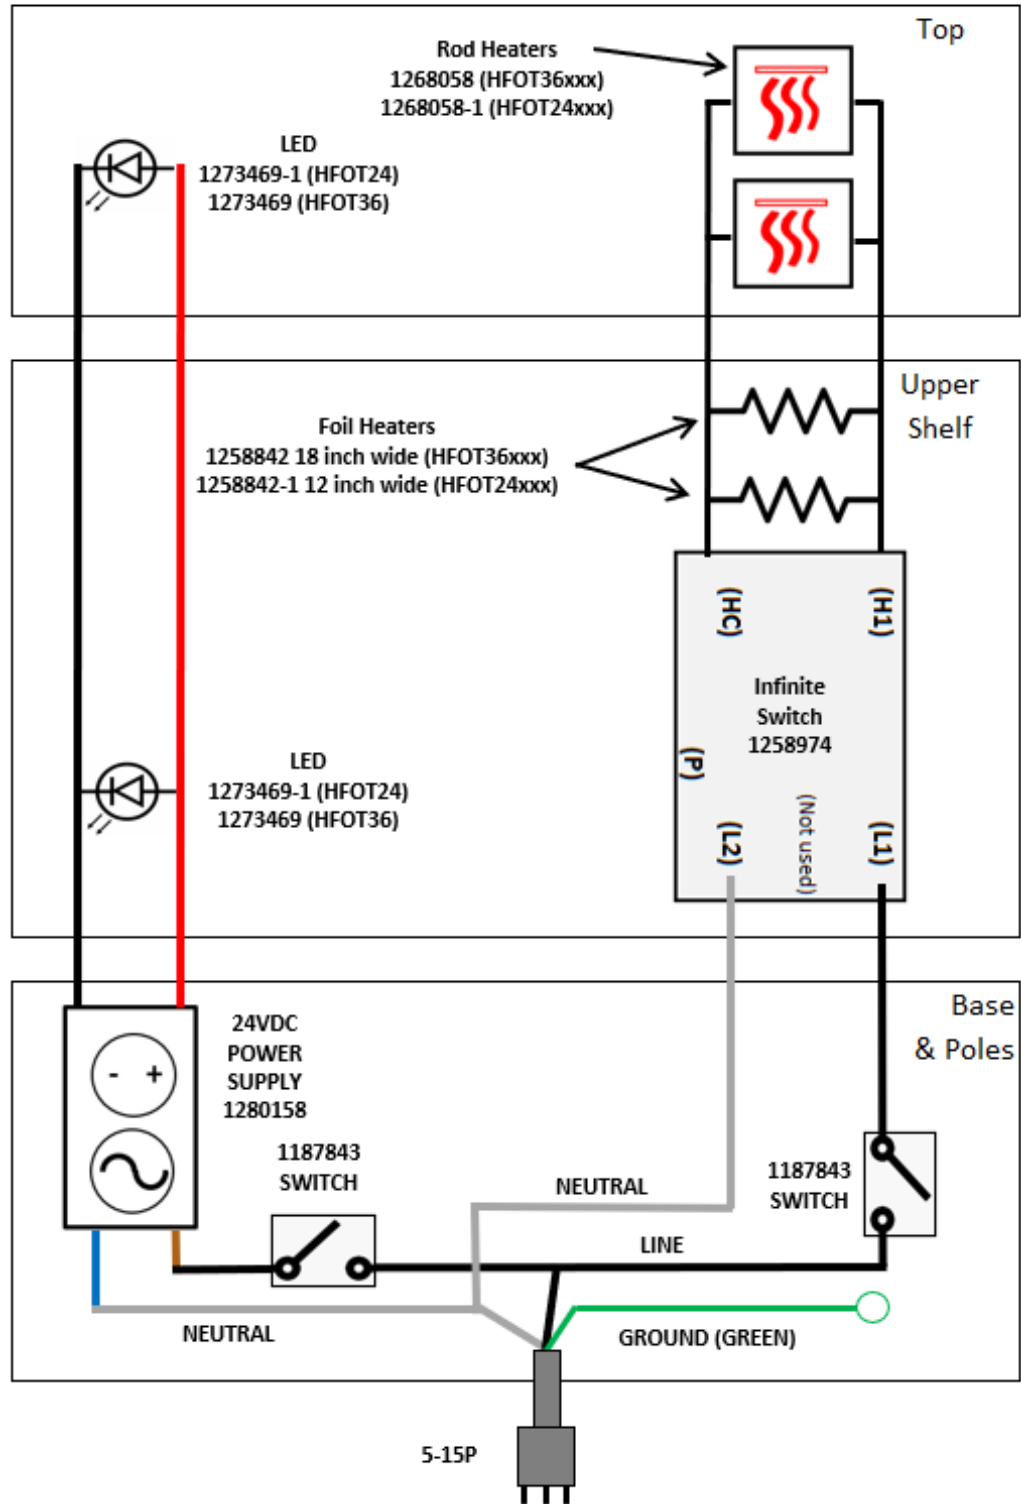 Top
Rod Heaters
1268058 (HFOT36xxx)
1268058-1 (HFOT24xxx)
LED
1273469-1 (HFOT24)
1273469 (HFOT36)
Upper
Shelf
Foil Heaters
1258842 18 inch wide (HFOT36xxx)
1258842-1 12 inch wide (HFOT24xxx)
(HC)
(H1)
Infinite
Switch
1258974
(P)
(L2)
(Not used)
(L1)
LED
1273469-1 (HFOT24)
1273469 (HFOT36)
Base
& Poles
24VDC
POWER
SUPPLY
1280158
- +
1187843
SWITCH
1187843
SWITCH
NEUTRAL
LINE
NEUTRAL
GROUND (GREEN)
5-15P